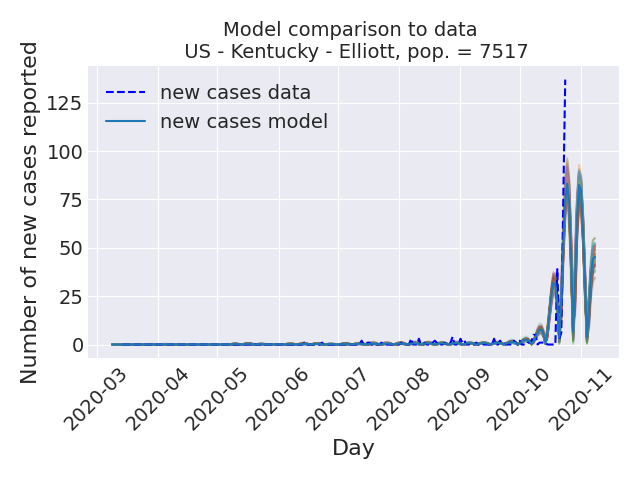 Model comparison to data
US - Kentucky - Elliott, pop. = 7517
Number of new cases reported
new cases data
new cases model
125
100
75
50
25
0
2020-03
2020-04
2020-05
2020-06
2020-07
2020-08
2020-09
2020-10
2020-11
Day